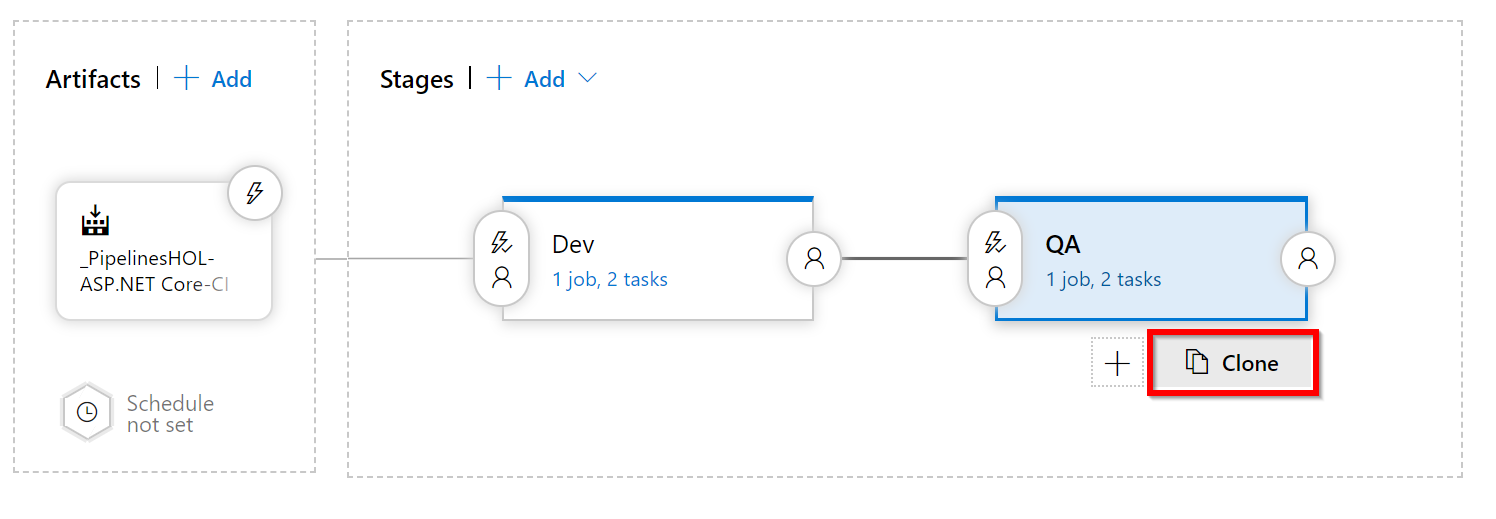 Artifacts | + Add
Stages | + Add
_PipelinesHOL-
ASP.NET Core-CI
Dev
1 job, 2 tasks
QA
1 job, 2 tasks
Clone
Schedule
not set